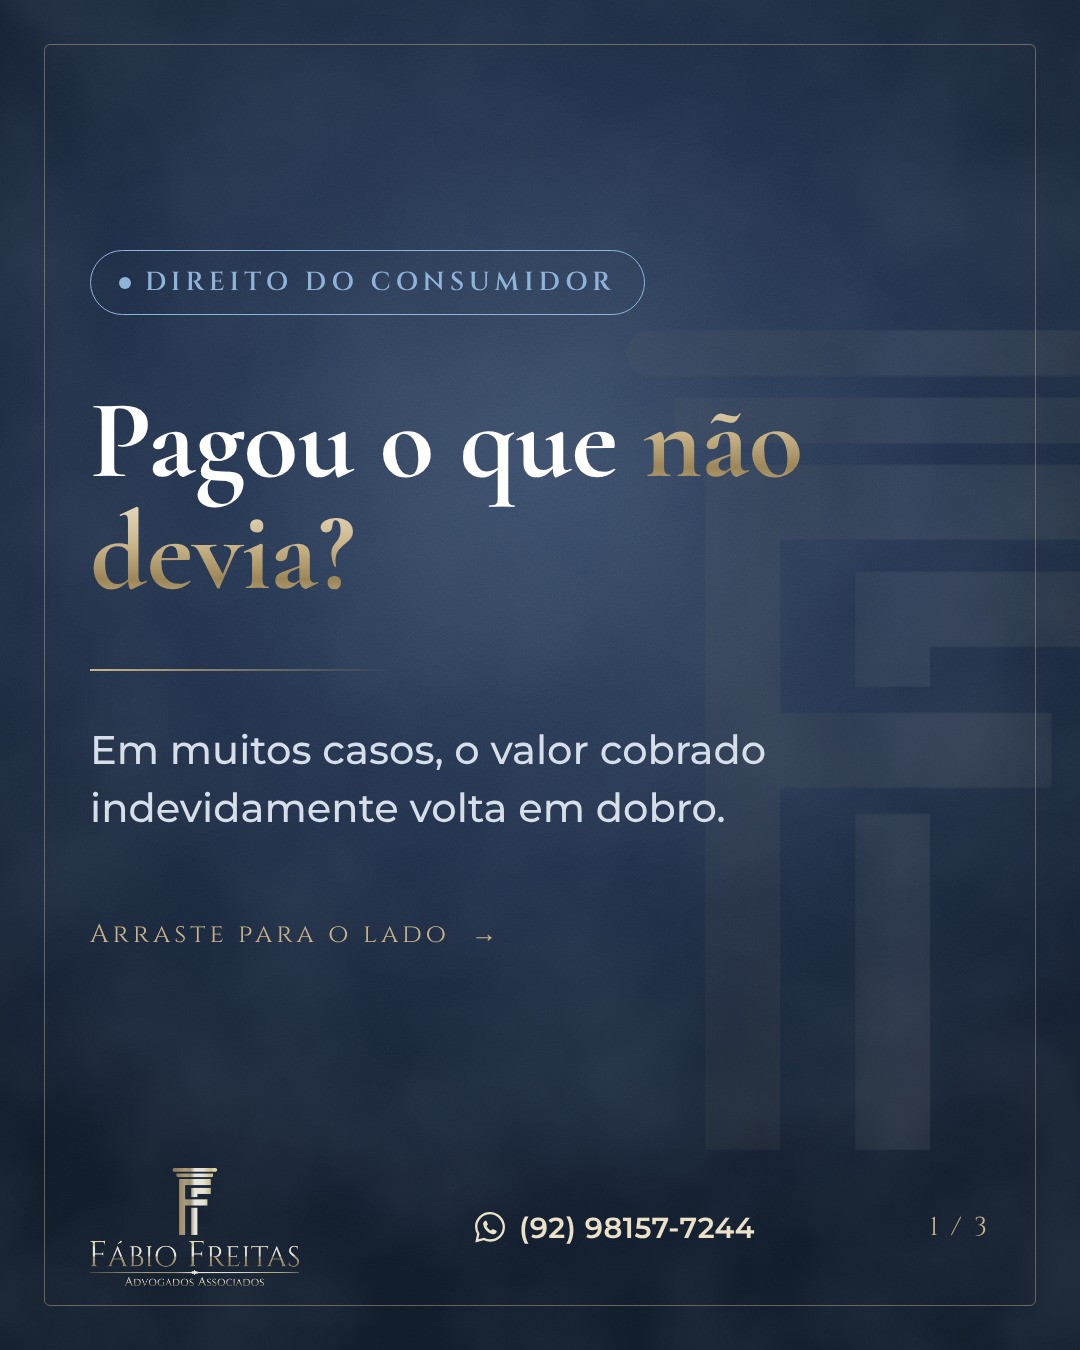 • DIREITO DO CONSUMIDOR
Pagou o que não
devia?
Em muitos casos, o valor cobrado
indevidamente volta em dobro.
ARRASTE PARA O LADO →
FÁBIO FREITAS
ADVOGADOS ASSOCIADOS
(92) 98157-7244
1 / 3